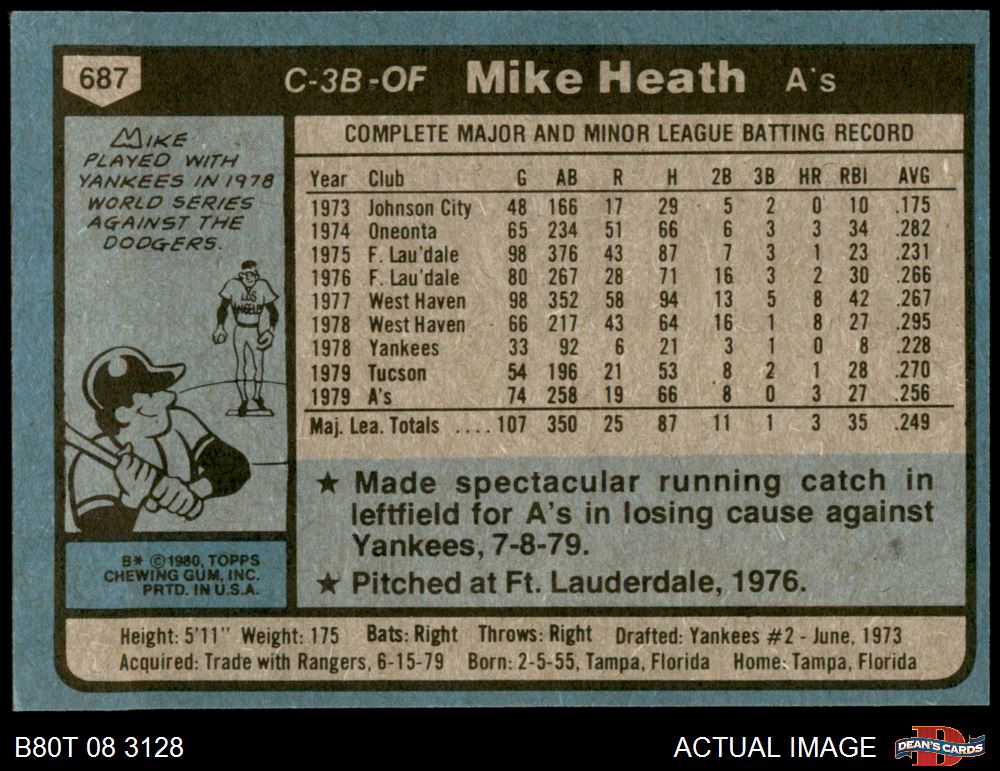 687
C-3B-OF Mike Heath A's
MIKE
PLAYED WITH
YANKEES IN 1978
WORLD SERIES
AGAINST THE
DODGERS.
LOS
ANGELES
B* ©1980, TOPPS
CHEWING GUM, INC.
PRTD. IN U.S.A.
COMPLETE MAJOR AND MINOR LEAGUE BATTING RECORD
Year Club G AB R H 2B 3B HR RBI AVG
1973 Johnson City 48 166 17 29 5 2 0 10 .175
1974 Oneonta 65 234 51 66 6 3 3 34 .282
1975 F. Lau'dale 98 376 43 87 7 3 1 23 .231
1976 F. Lau'dale 80 267 28 71 16 3 2 30 .266
1977 West Haven 98 352 58 94 13 5 8 42 .267
1978 West Haven 66 217 43 64 16 1 8 27 .295
1978 Yankees 33 92 6 21 3 1 0 8 .228
1979 Tucson 54 196 21 53 8 2 1 28 .270
1979 A's 74 258 19 66 8 0 3 27 .256
Maj. Lea. Totals ....107 350 25 87 11 1 3 35 .249
★ Made spectacular running catch in
leftfield for A's in losing cause against
Yankees, 7-8-79.
★ Pitched at Ft. Lauderdale, 1976.
Height: 5'11" Weight: 175 Bats: Right Throws: Right Drafted: Yankees #2 - June, 1973
Acquired: Trade with Rangers, 6-15-79 Born: 2-5-55, Tampa, Florida Home: Tampa, Florida
B80T 08 3128
ACTUAL IMAGE
D
DEAN'S CARDS